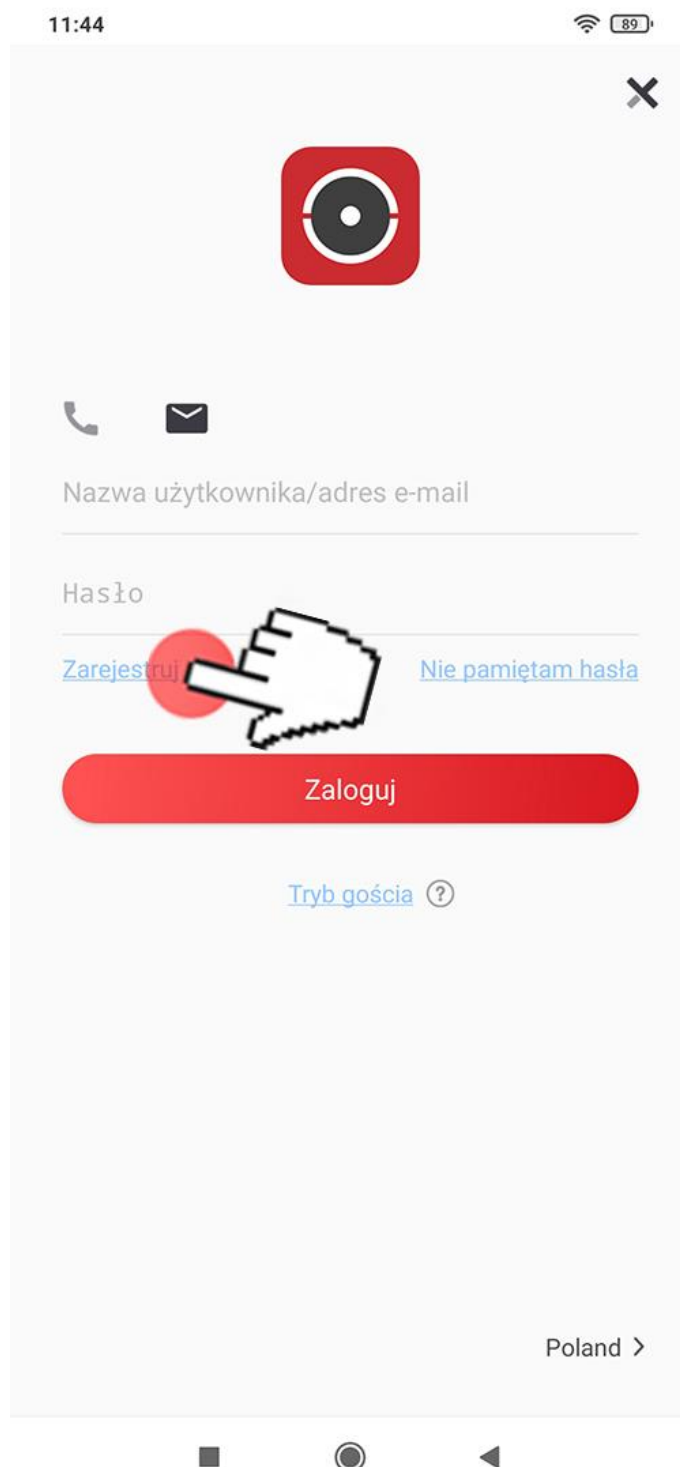 11:44
89
Nazwa użytkownika/adres e-mail
Hasło
Zarejestruj Nie pamiętam hasła
Zaloguj
Tryb gościa ?
Poland >